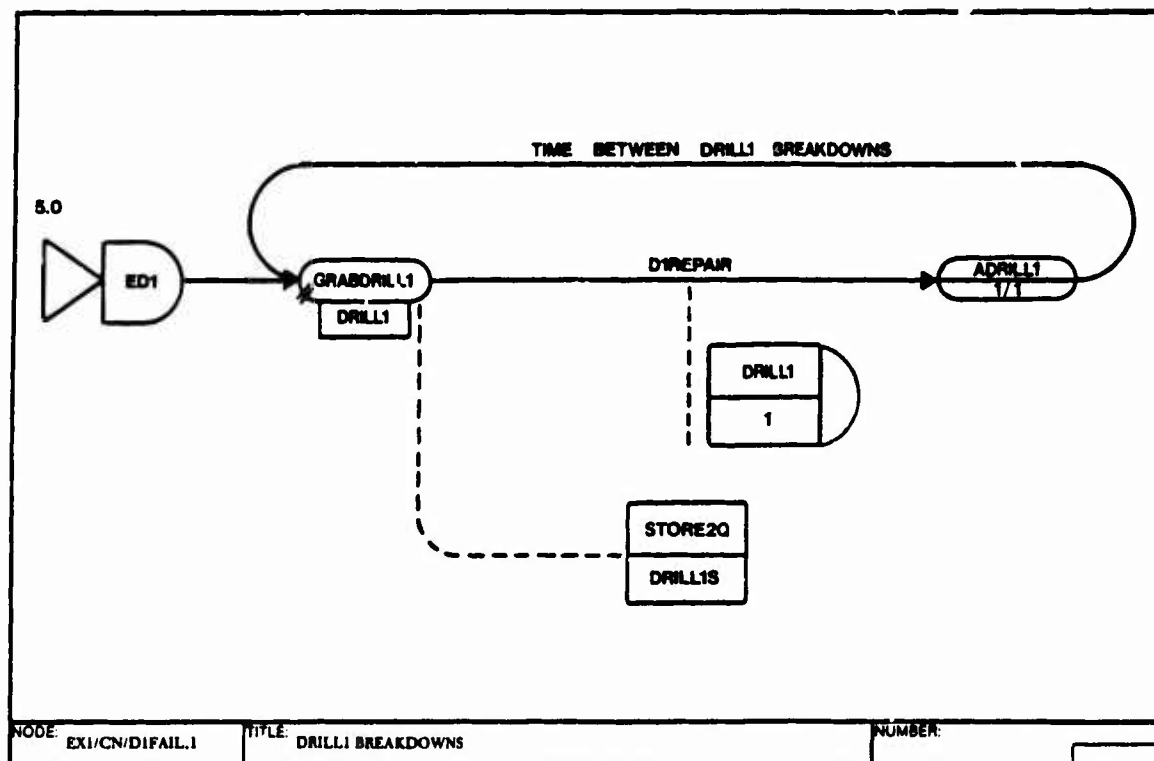 TIME BETWEEN DRILL1 BREAKDOWNS
5.0
ED1
GRABDRILL1
DRILL1
D1REPAIR
ADRILL1
1/1
DRILL1
1
STORE2Q
DRILL1S
NODE: EX1/CN/D1FAIL.1
TITLE: DRILL1 BREAKDOWNS
NUMBER: